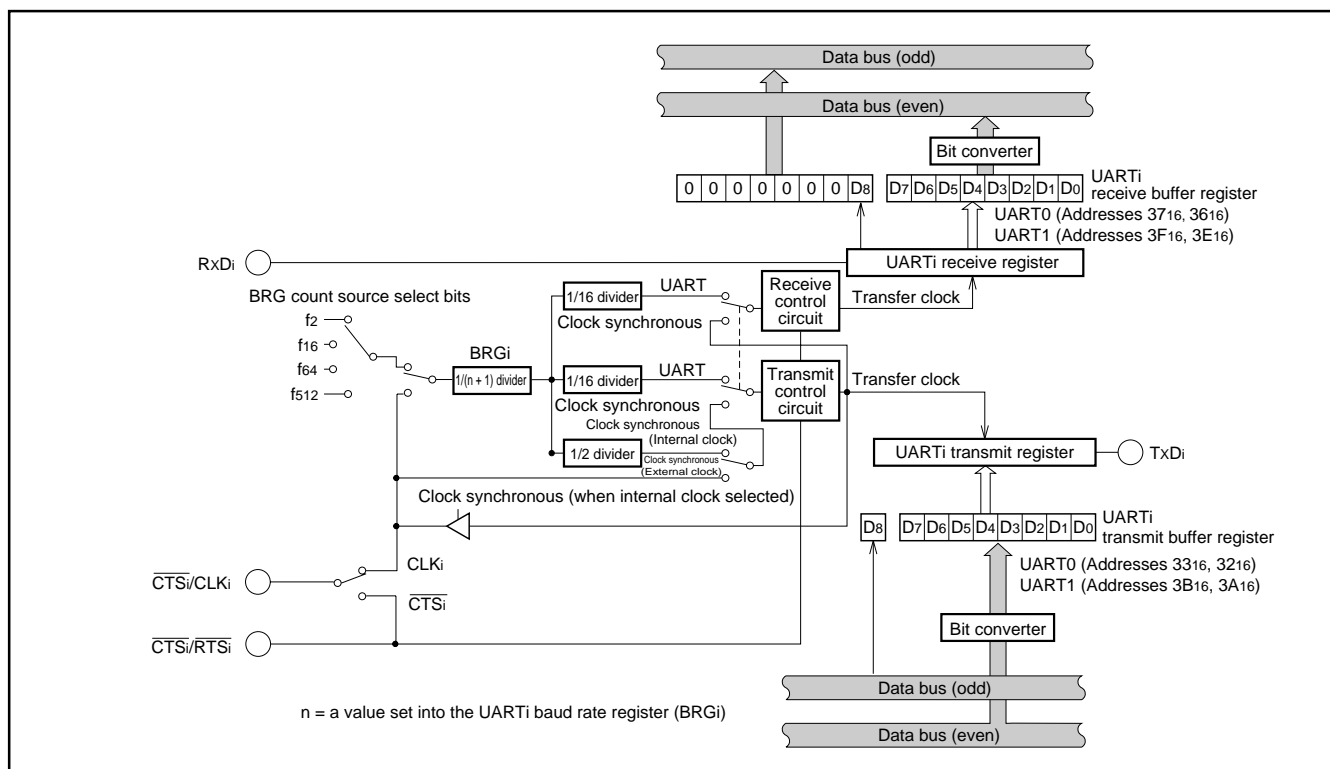 Data bus (odd)
Data bus (even)
Bit converter
0 0 0 0 0 0 0 D8
D7 D6 D5 D4 D3 D2 D1 D0
UARTi
receive buffer register
UART0 (Addresses 3716, 3616)
UART1 (Addresses 3F16, 3E16)
RxDi
UARTi receive register
BRG count source select bits
f2
f16
f64
f512
BRGi
1/(n + 1) divider
1/16 divider
UART
Clock synchronous
Receive
control
circuit
Transfer clock
1/16 divider
UART
Clock synchronous
Transmit
control
circuit
Transfer clock
Clock synchronous
(Internal clock)
1/2 divider
Clock synchronous
(External clock)
UARTi transmit register
TxDi
Clock synchronous (when internal clock selected)
D8
D7 D6 D5 D4 D3 D2 D1 D0
UARTi
transmit buffer register
UART0 (Addresses 3316, 3216)
UART1 (Addresses 3B16, 3A16)
CLKi
CTSi/CLKi
CTSi
CTSi/RTSi
Bit converter
Data bus (odd)
Data bus (even)
n = a value set into the UARTi baud rate register (BRGi)